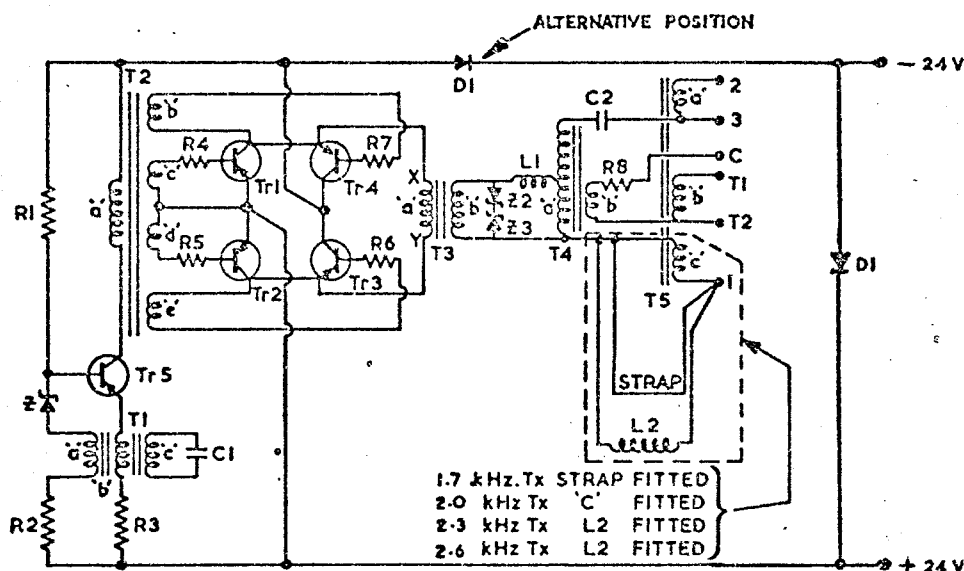 ALTERNATIVE POSITION
D1
- 24V
T2
'b'
R4
'c'
Tr1
R7
Tr4
R1
'a'
'd'
R5
Tr2
R6
Tr3
'e'
X
'a'
Y
T3
'b'
Z2
Z3
L1
C2
'a'
T4
R8
'b'
'a'
2
3
C
T1
'b'
T2
'c'
T5
1
D1
STRAP
L2
Tr5
Z
T1
'a'
'b'
'c'
C1
R2
R3
1.7 kHz.Tx STRAP FITTED
2.0 kHz Tx 'C' FITTED
2.3 kHz Tx L2 FITTED
2.6 kHz Tx L2 FITTED
+ 24V